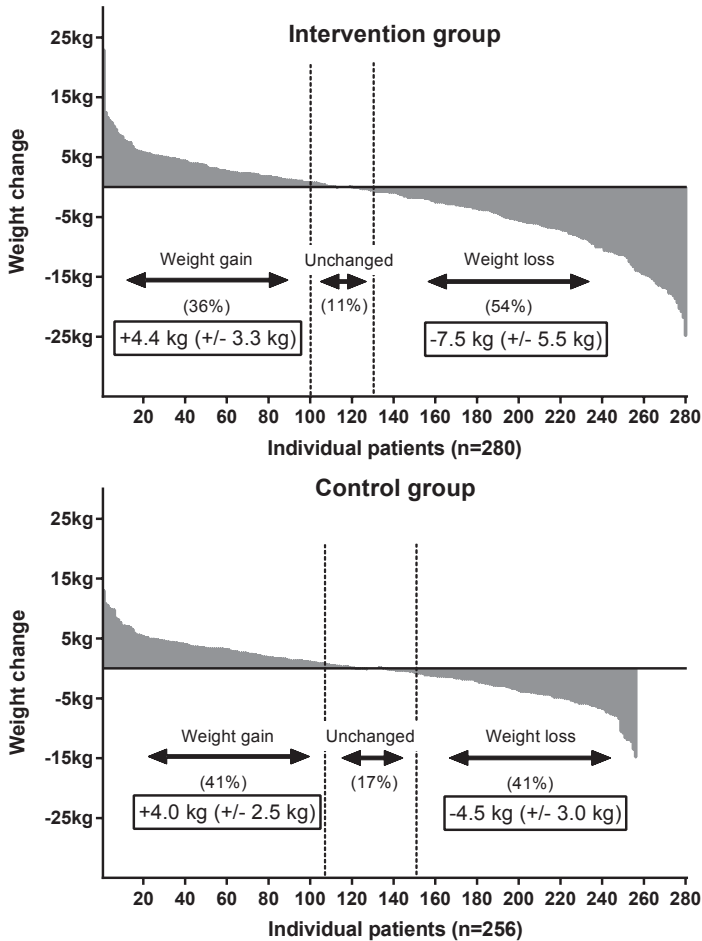 Intervention group
25kg
15kg
5kg
-5kg
-15kg
-25kg
Weight change
Weight gain
Unchanged
Weight loss
(36%)
(11%)
(54%)
+4.4 kg (+/- 3.3 kg)
-7.5 kg (+/- 5.5 kg)
20 40 60 80 100 120 140 160 180 200 220 240 260 280
Individual patients (n=280)
Control group
25kg
15kg
5kg
-5kg
-15kg
-25kg
Weight change
Weight gain
Unchanged
Weight loss
(41%)
(17%)
(41%)
+4.0 kg (+/- 2.5 kg)
-4.5 kg (+/- 3.0 kg)
20 40 60 80 100 120 140 160 180 200 220 240 260 280
Individual patients (n=256)